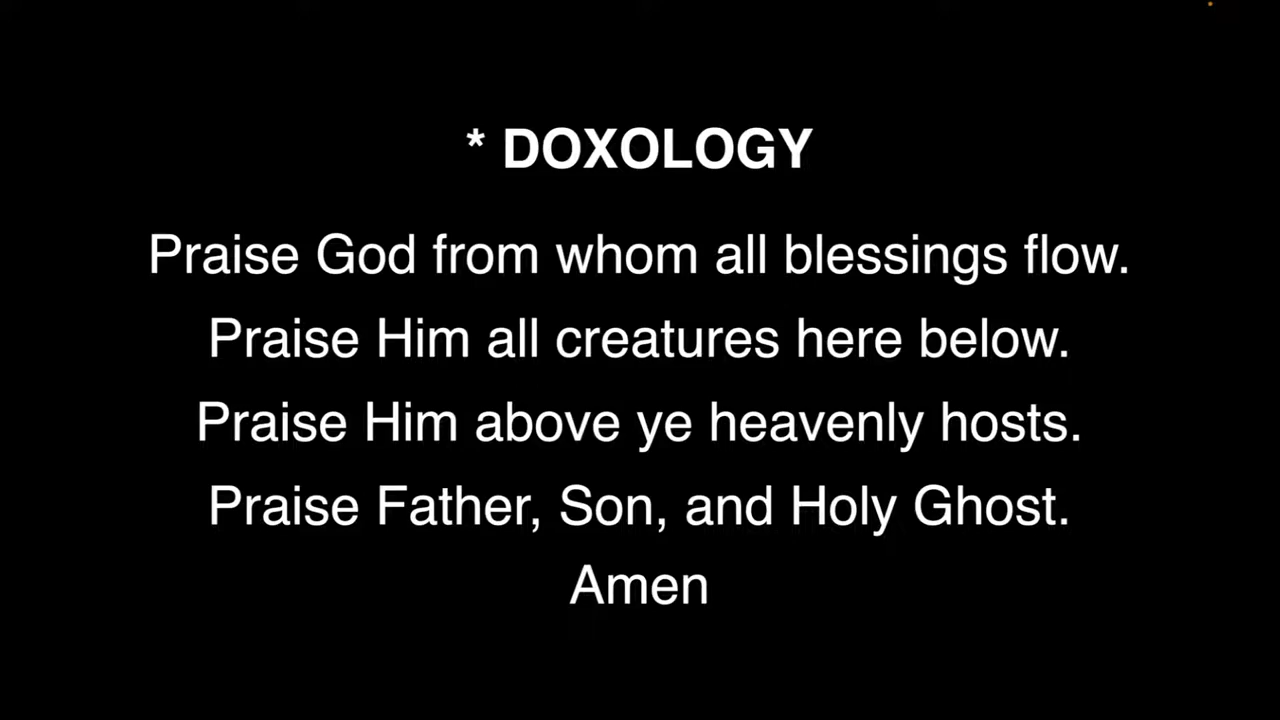 * DOXOLOGY
Praise God from whom all blessings flow.
Praise Him all creatures here below.
Praise Him above ye heavenly hosts.
Praise Father, Son, and Holy Ghost.
Amen